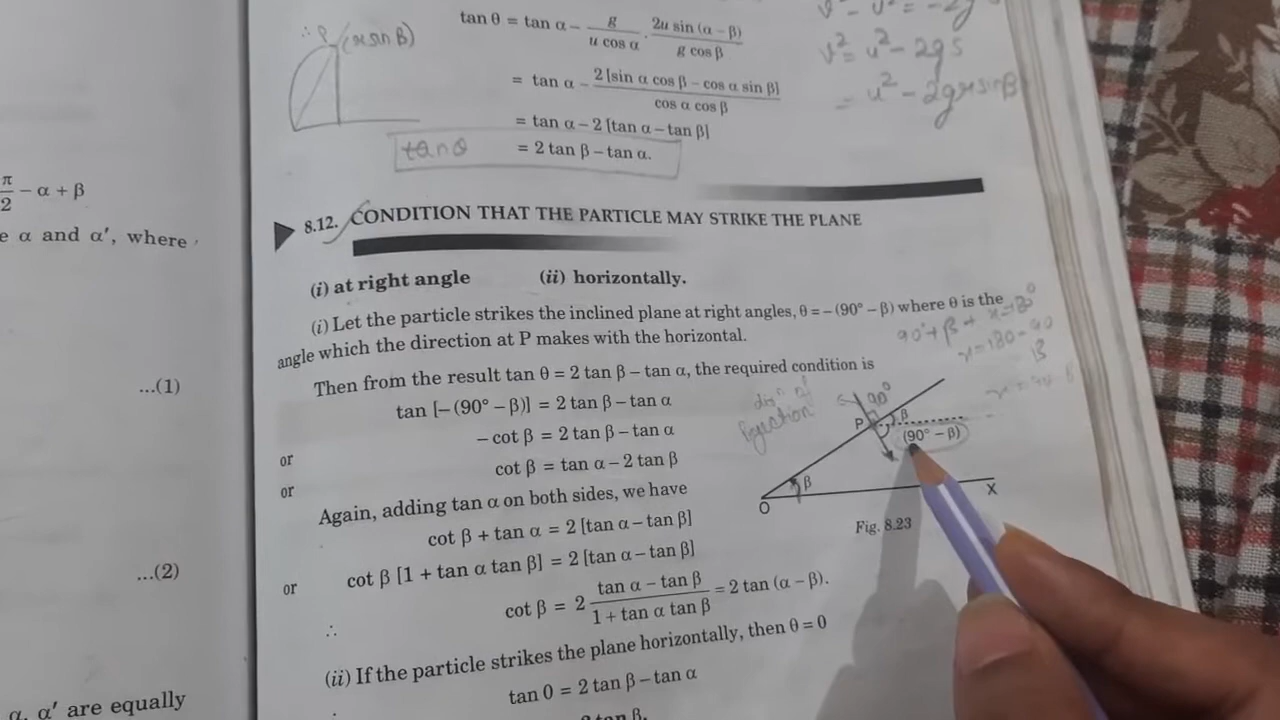 π/2 − α + β
e α and α′, where
...(1)
...(2)
α, α′ are equally
∴ P (x sin β)
tan θ = tan α − g/(u cos α) . 2u sin (α − β)/(g cos β)
= tan α − 2 [sin α cos β − cos α sin β]/(cos α cos β)
= tan α − 2 [tan α − tan β]
tan θ = 2 tan β − tan α.
v² = u² − 2gs
= u² − 2gx sin β
8.12. CONDITION THAT THE PARTICLE MAY STRIKE THE PLANE
(i) at right angle (ii) horizontally.
(i) Let the particle strikes the inclined plane at right angles, θ = − (90° − β) where θ is the
angle which the direction at P makes with the horizontal.
Then from the result tan θ = 2 tan β − tan α, the required condition is
tan [− (90° − β)] = 2 tan β − tan α
or − cot β = 2 tan β − tan α
or cot β = tan α − 2 tan β
Again, adding tan α on both sides, we have
cot β + tan α = 2 [tan α − tan β]
or cot β [1 + tan α tan β] = 2 [tan α − tan β]
∴ cot β = 2 (tan α − tan β)/(1 + tan α tan β) = 2 tan (α − β).
(ii) If the particle strikes the plane horizontally, then θ = 0
tan 0 = 2 tan β − tan α
2 tan β.
90° + β + x = 180°
x = 180 − 90
β
90°
P
β
(90° − β)
β
O
X
Fig. 8.23